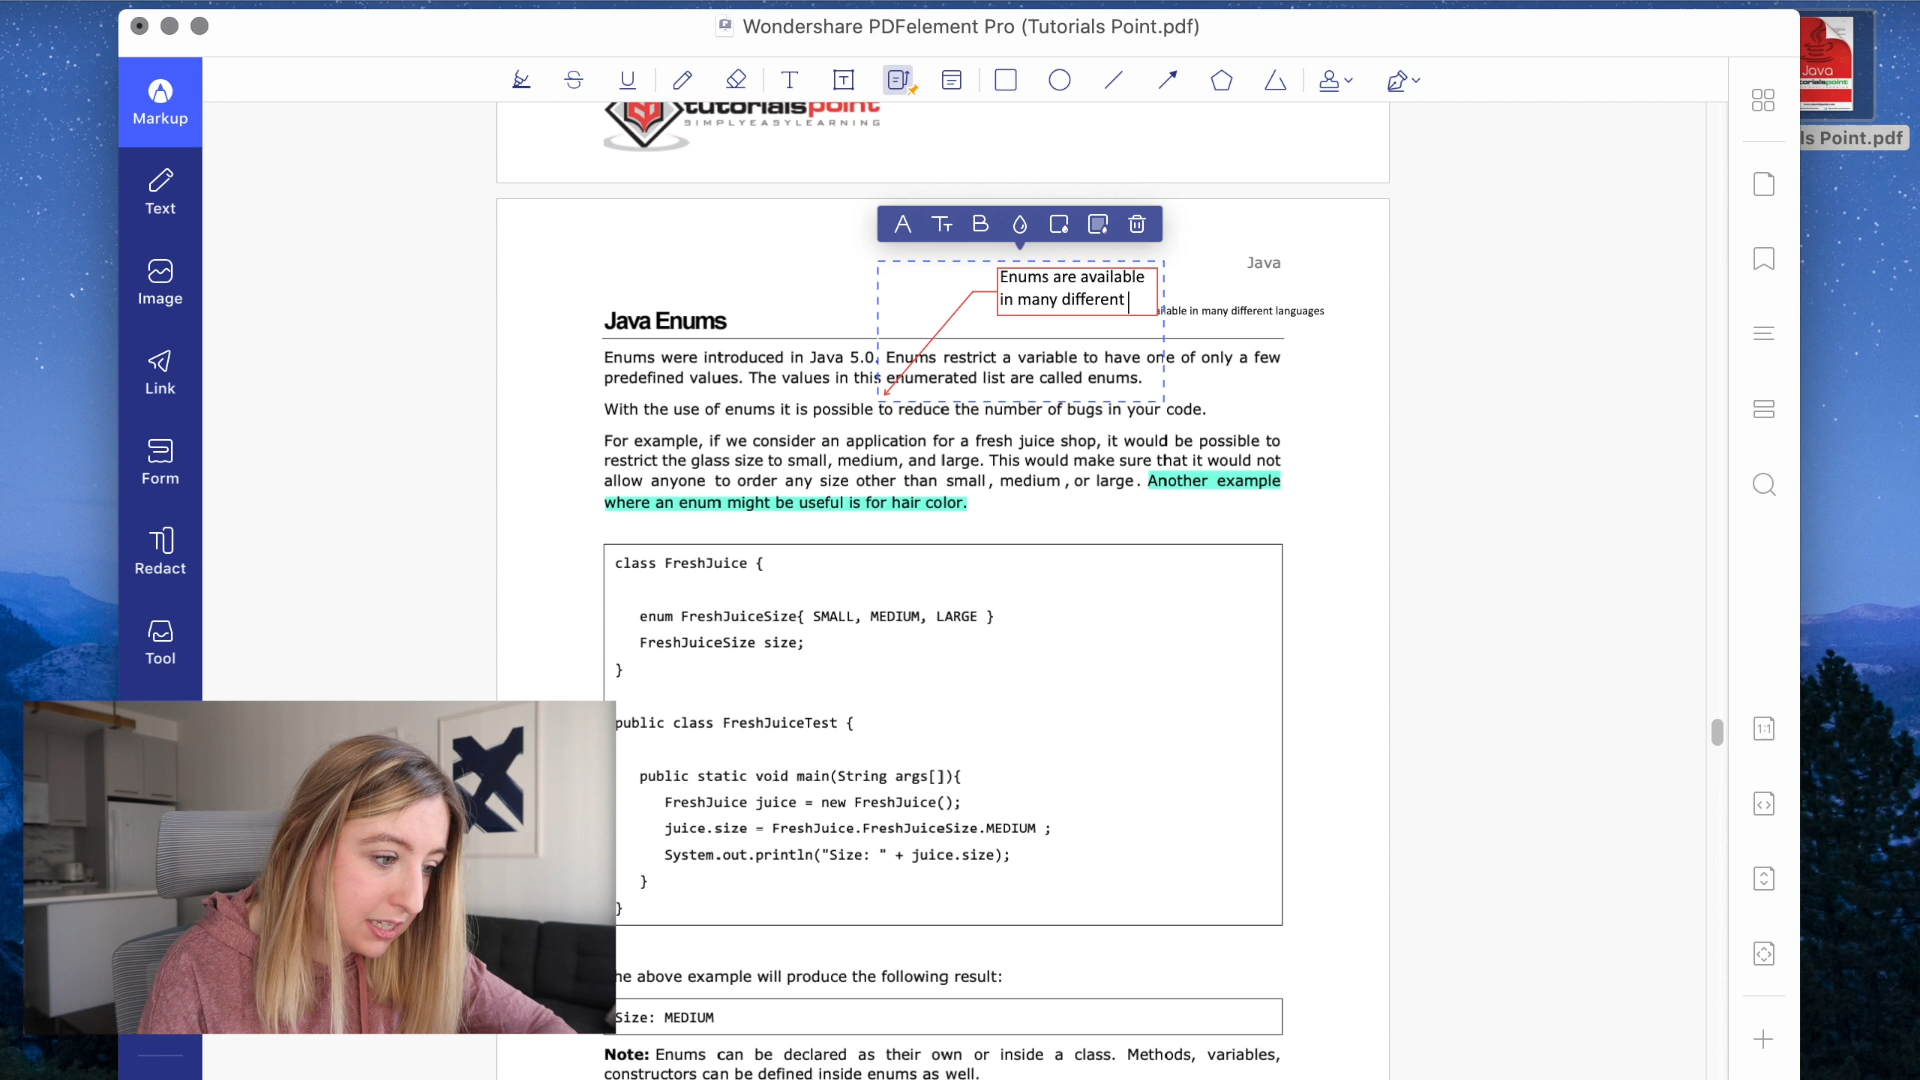 Wondershare PDFelement Pro (Tutorials Point.pdf)
Markup
Text
Image
Link
Form
Redact
Tool
Java
ls Point.pdf
tutorialspoint
SIMPLYEASYLEARNING
Java
Enums are available
in many different
ilable in many different languages
Java Enums
Enums were introduced in Java 5.0. Enums restrict a variable to have one of only a few
predefined values. The values in this enumerated list are called enums.
With the use of enums it is possible to reduce the number of bugs in your code.
For example, if we consider an application for a fresh juice shop, it would be possible to
restrict the glass size to small, medium, and large. This would make sure that it would not
allow anyone to order any size other than small, medium, or large. Another example
where an enum might be useful is for hair color.
class FreshJuice {
enum FreshJuiceSize{ SMALL, MEDIUM, LARGE }
FreshJuiceSize size;
}
public class FreshJuiceTest {
public static void main(String args[]){
FreshJuice juice = new FreshJuice();
juice.size = FreshJuice.FreshJuiceSize.MEDIUM ;
System.out.println("Size: " + juice.size);
}
}
he above example will produce the following result:
Size: MEDIUM
Note: Enums can be declared as their own or inside a class. Methods, variables,
constructors can be defined inside enums as well.
1:1